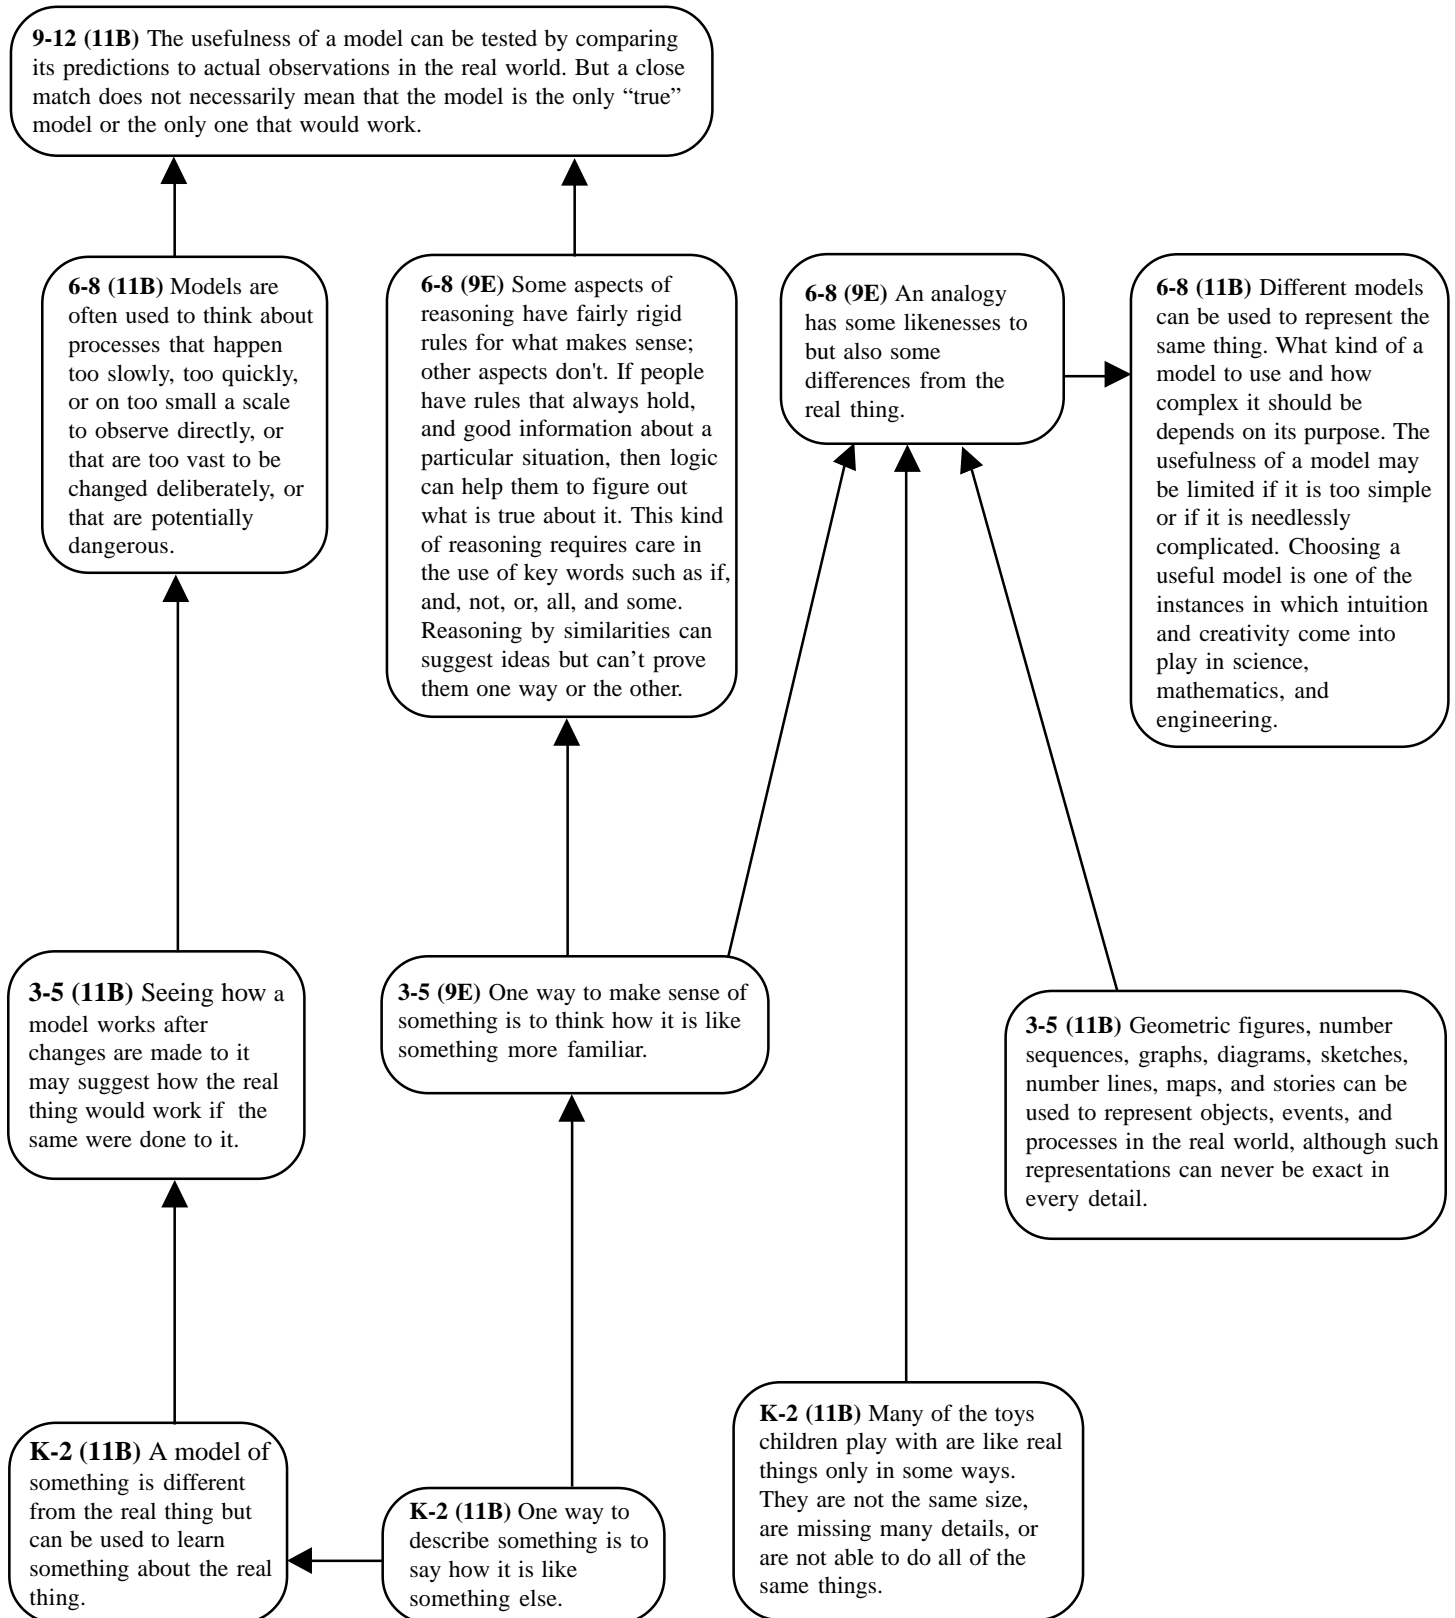 9-12 (11B) The usefulness of a model can be tested by comparing
its predictions to actual observations in the real world. But a close
match does not necessarily mean that the model is the only “true”
model or the only one that would work.
6-8 (11B) Models are
often used to think about
processes that happen
too slowly, too quickly,
or on too small a scale
to observe directly, or
that are too vast to be
changed deliberately, or
that are potentially
dangerous.
6-8 (9E) Some aspects of
reasoning have fairly rigid
rules for what makes sense;
other aspects don't. If people
have rules that always hold,
and good information about a
particular situation, then logic
can help them to figure out
what is true about it. This kind
of reasoning requires care in
the use of key words such as if,
and, not, or, all, and some.
Reasoning by similarities can
suggest ideas but can’t prove
them one way or the other.
6-8 (9E) An analogy
has some likenesses to
but also some
differences from the
real thing.
6-8 (11B) Different models
can be used to represent the
same thing. What kind of a
model to use and how
complex it should be
depends on its purpose. The
usefulness of a model may
be limited if it is too simple
or if it is needlessly
complicated. Choosing a
useful model is one of the
instances in which intuition
and creativity come into
play in science,
mathematics, and
engineering.
3-5 (11B) Seeing how a
model works after
changes are made to it
may suggest how the real
thing would work if the
same were done to it.
3-5 (9E) One way to make sense of
something is to think how it is like
something more familiar.
3-5 (11B) Geometric figures, number
sequences, graphs, diagrams, sketches,
number lines, maps, and stories can be
used to represent objects, events, and
processes in the real world, although such
representations can never be exact in
every detail.
K-2 (11B) A model of
something is different
from the real thing but
can be used to learn
something about the real
thing.
K-2 (11B) One way to
describe something is to
say how it is like
something else.
K-2 (11B) Many of the toys
children play with are like real
things only in some ways.
They are not the same size,
are missing many details, or
are not able to do all of the
same things.